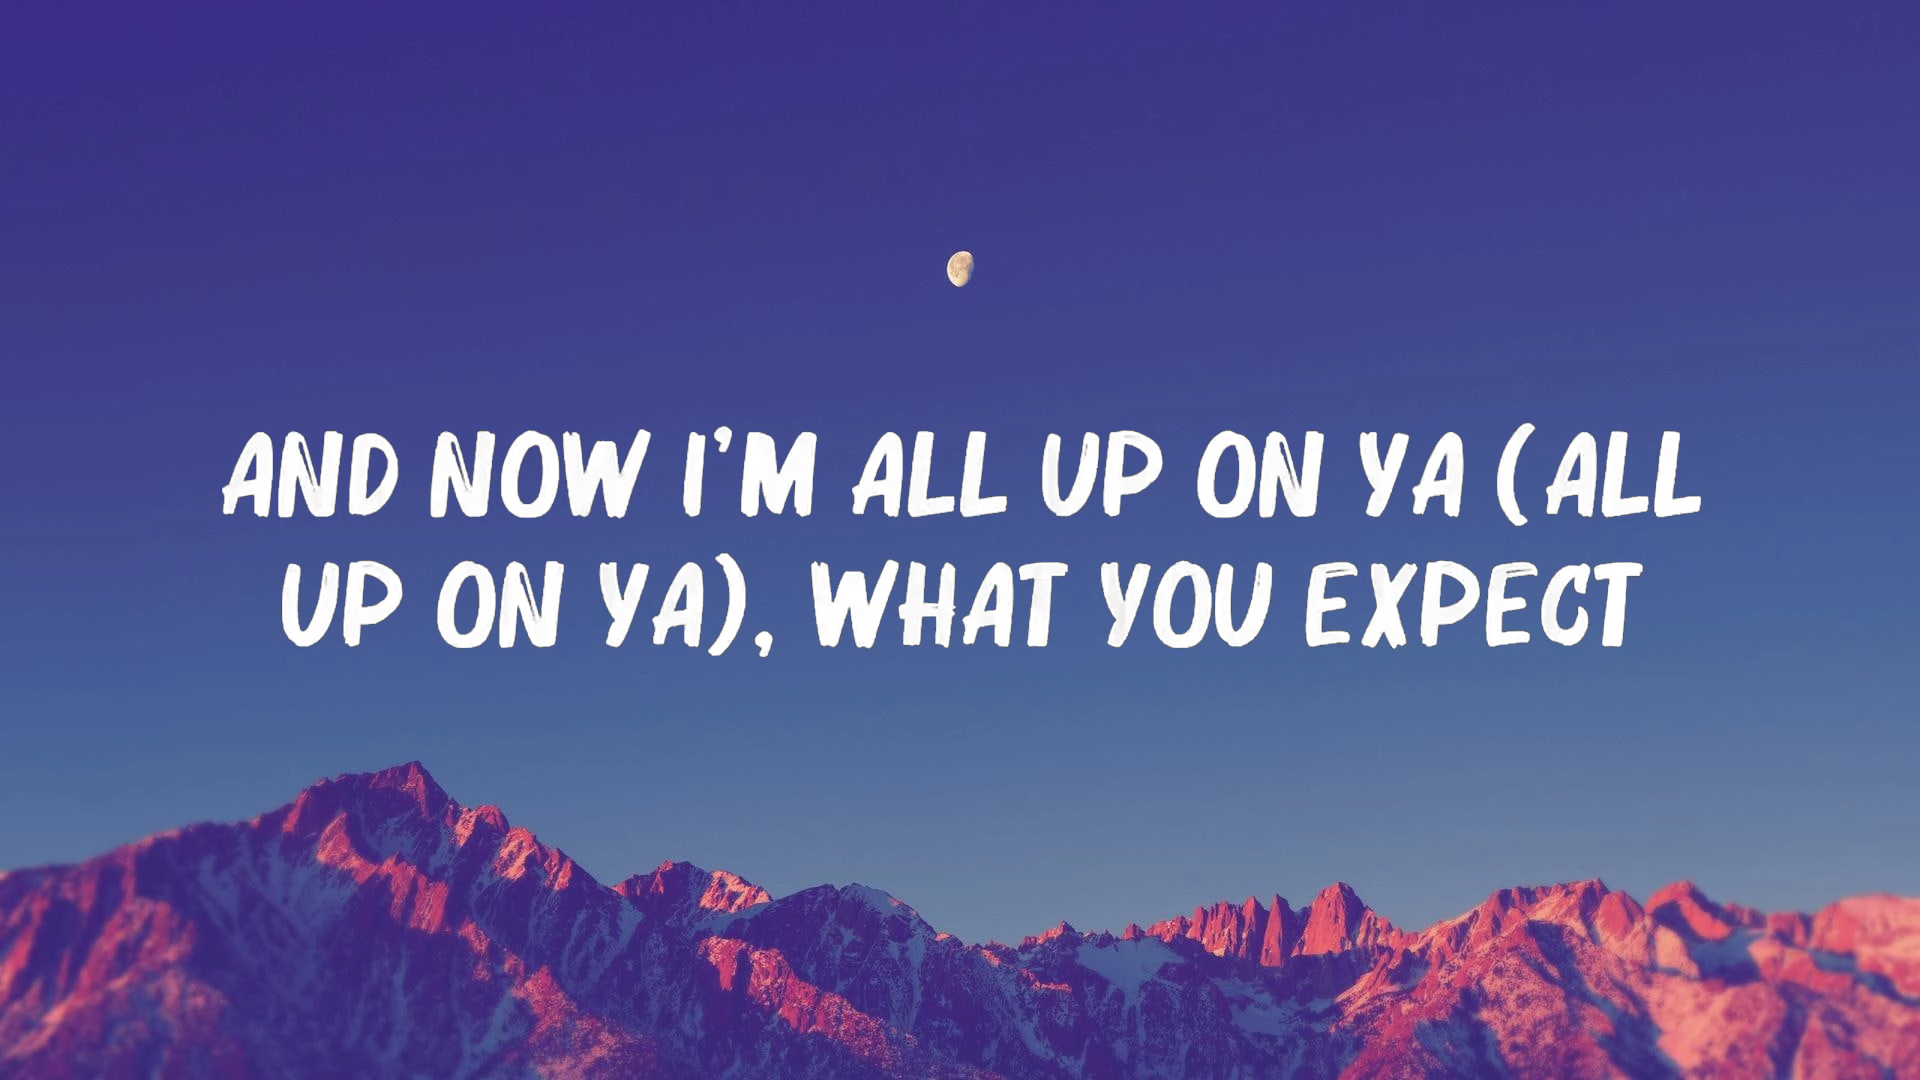 AND NOW I'M ALL UP ON YA (ALL
UP ON YA), WHAT YOU EXPECT